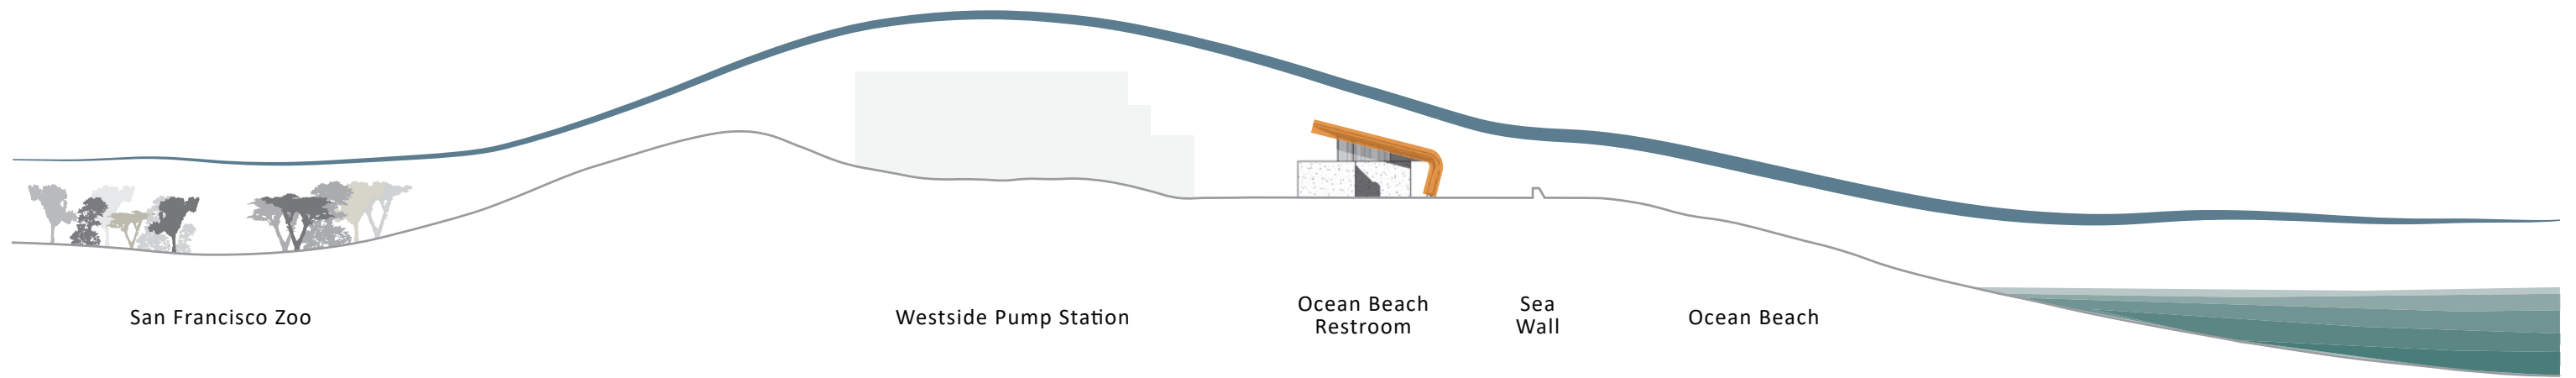 San Francisco Zoo
Westside Pump Station
Ocean Beach
Restroom
Sea
Wall
Ocean Beach